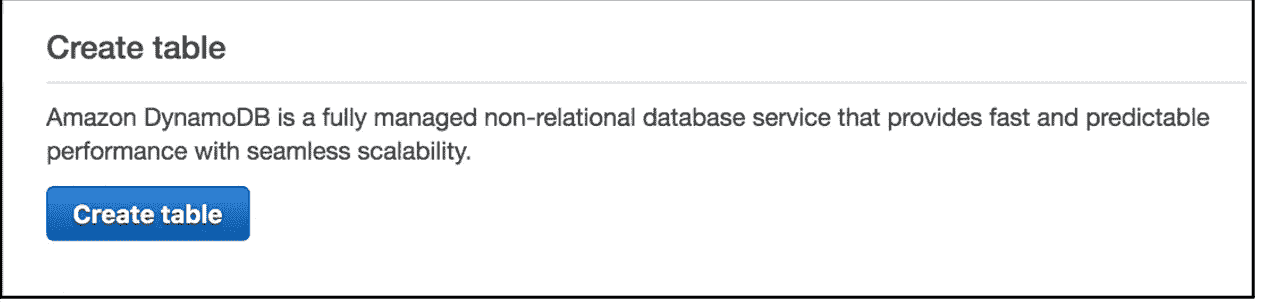 Create table
Amazon DynamoDB is a fully managed non-relational database service that provides fast and predictable
performance with seamless scalability.
Create table